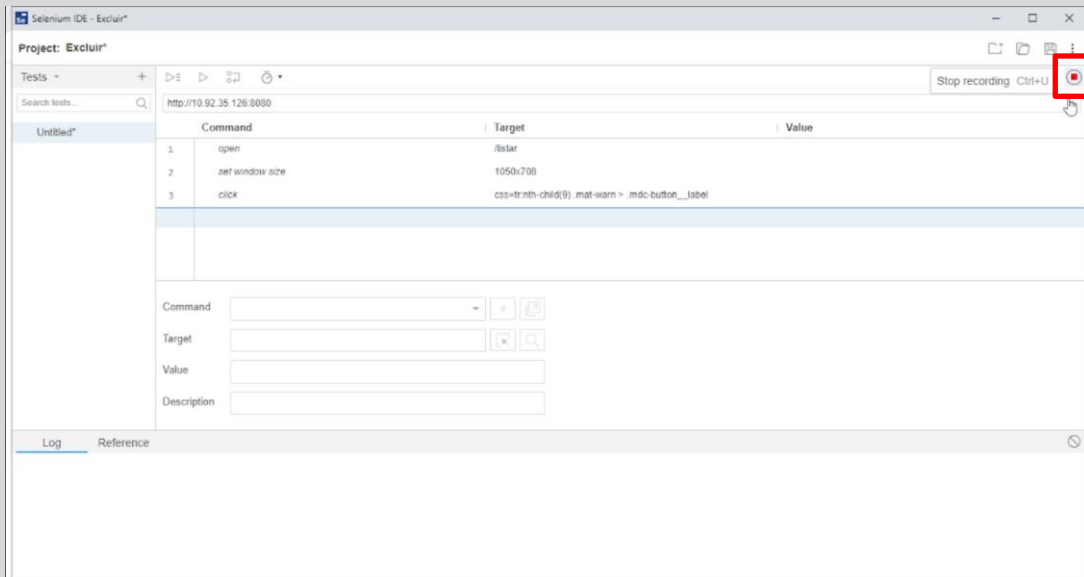 Selenium IDE - Excluir*
Project: Excluir*
Tests
Stop recording Ctrl+U
Search tests...
http://10.92.35.126:8080
Untitled*
Command Target Value
1 open /listar
2 set window size 1050x708
3 click css=tr:nth-child(9) .mat-warn > .mdc-button__label
Command
//
Target
Value
Description
Log Reference